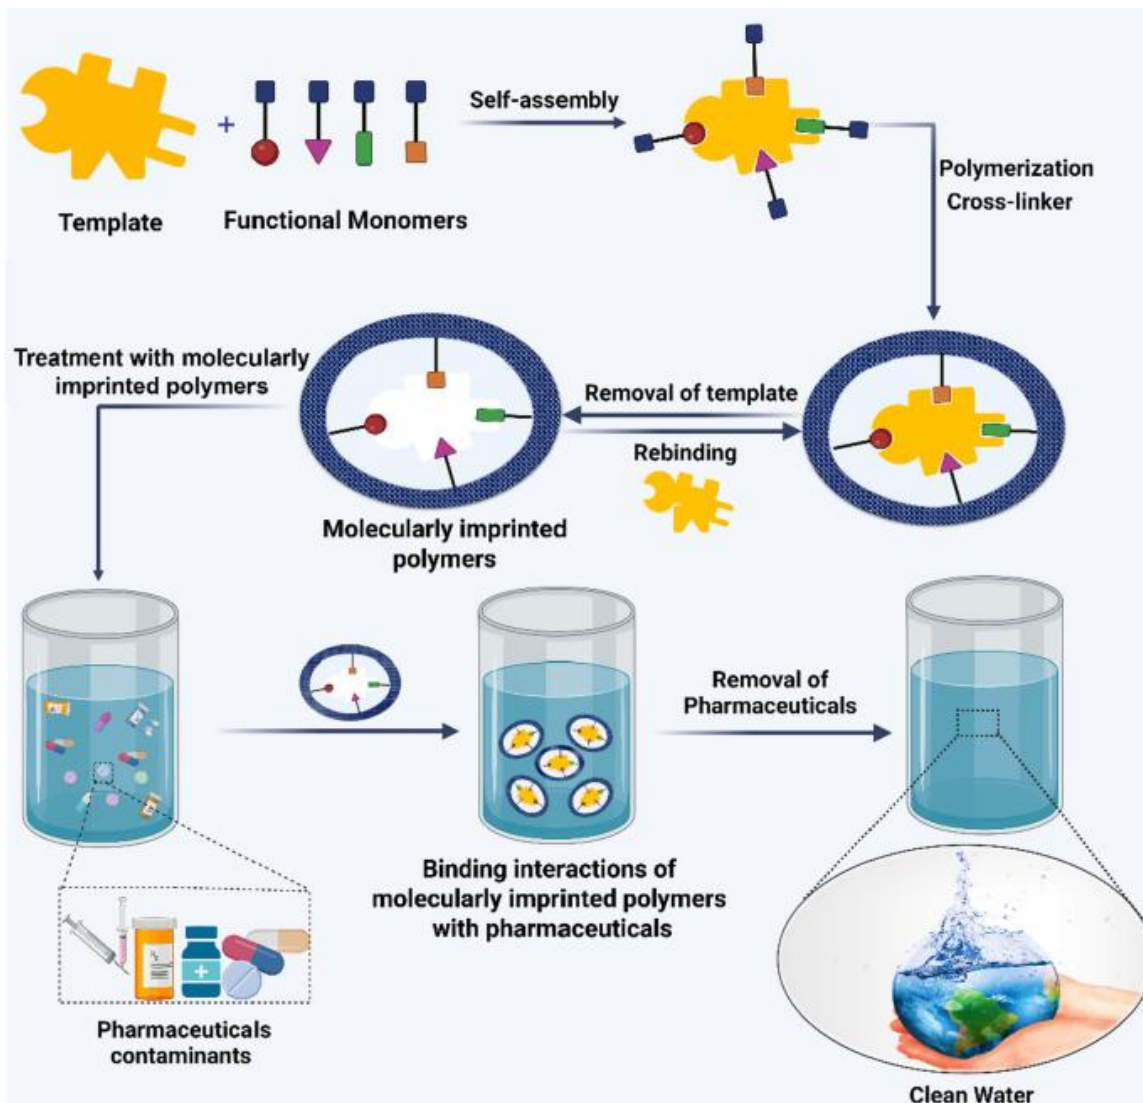 +
Self-assembly
Template
Functional Monomers
Polymerization
Cross-linker
Treatment with molecularly
imprinted polymers
Removal of template
Rebinding
Molecularly imprinted
polymers
Removal of
Pharmaceuticals
Binding interactions of
molecularly imprinted polymers
with pharmaceuticals
Pharmaceuticals
contaminants
Clean Water